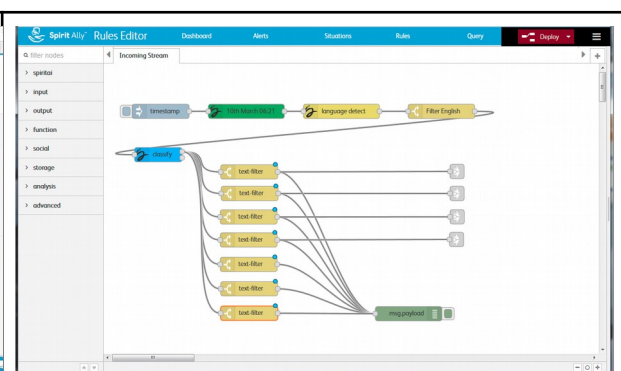 Spirit Ally™ Rules Editor Dashboard Alerts Situations Rules Query Deploy
filter nodes Incoming Stream
spiritai
input
output
function
social
storage
analysis
advanced
timestamp 10th March 06:21 language detect Filter English
classify
text-filter
text-filter
text-filter
text-filter
text-filter
text-filter
text-filter msg.payload